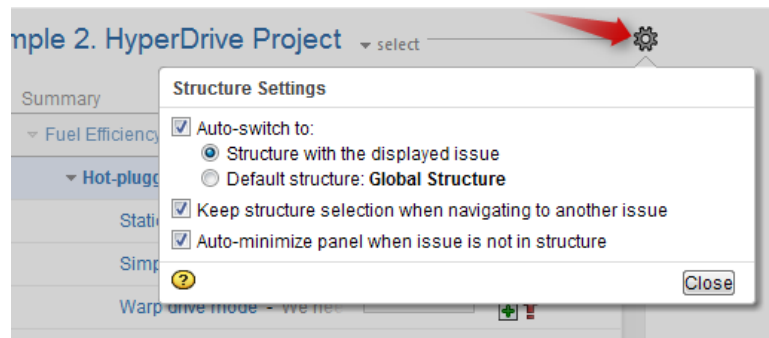 mple 2. HyperDrive Project select
Structure Settings
Summary
Auto-switch to:
Fuel Efficiency
Structure with the displayed issue
Default structure: Global Structure
Hot-plugg
Keep structure selection when navigating to another issue
Stati
Auto-minimize panel when issue is not in structure
Simp
?
Close
Warp drive mode - We nee